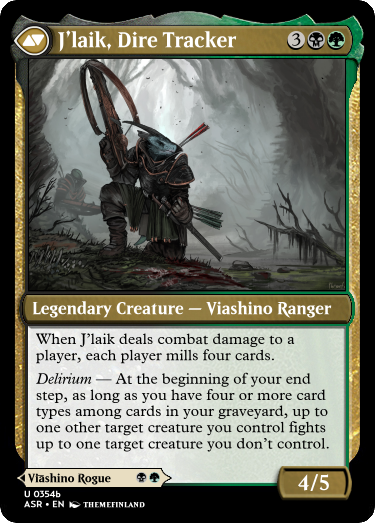 J'laik, Dire Tracker 3
Legendary Creature — Viashino Ranger
When J'laik deals combat damage to a
player, each player mills four cards.
Delirium — At the beginning of your end
step, as long as you have four or more card
types among cards in your graveyard, up to
one other target creature you control fights
up to one target creature you don't control.
Viashino Rogue
4/5
U 0354b
ASR • EN THEMEFINLAND